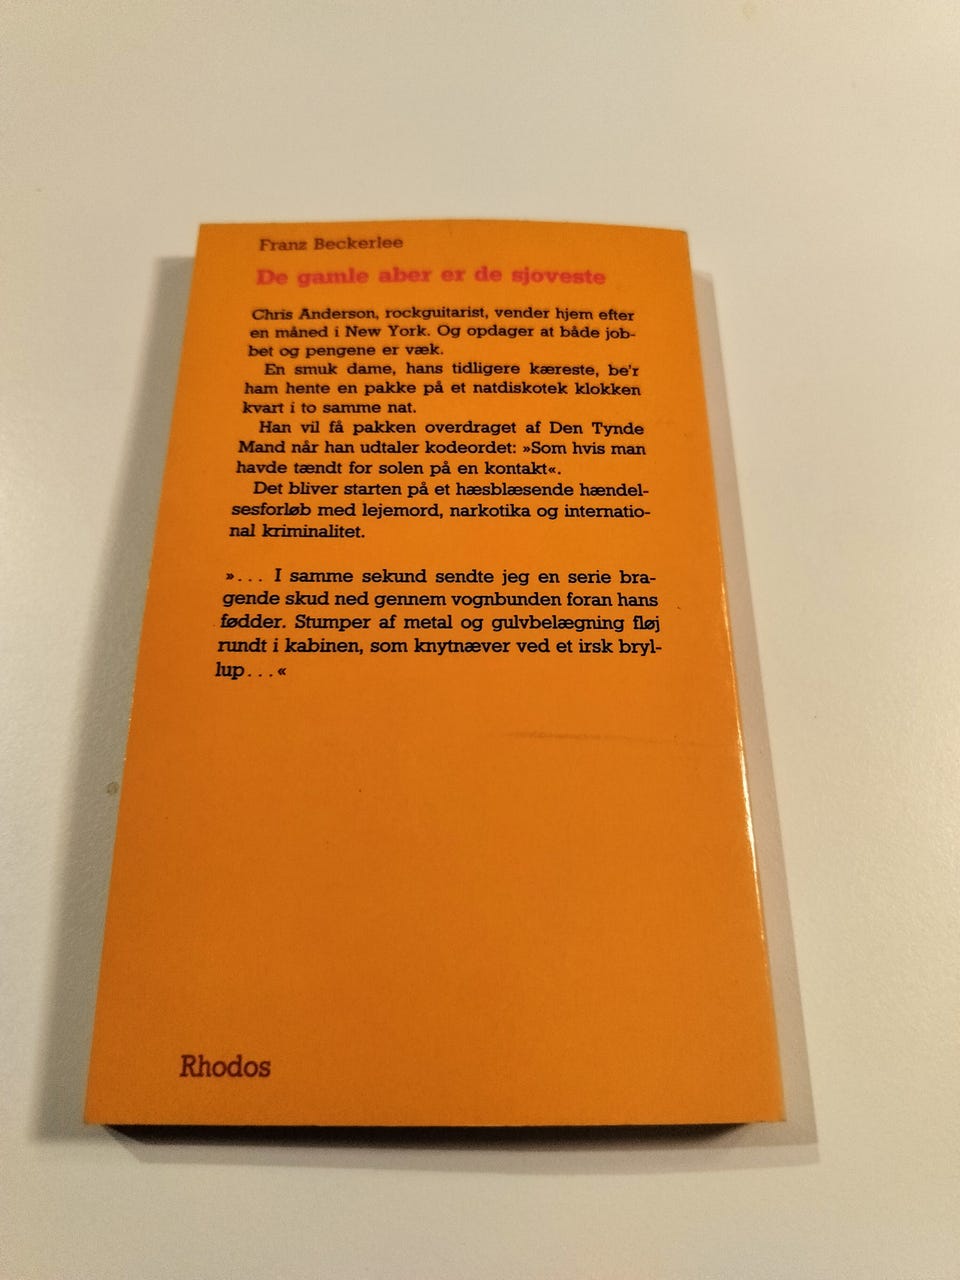 Franz Beckerlee
De gamle aber er de sjoveste
Chris Anderson, rockguitarist, vender hjem efter
en måned i New York. Og opdager at både job-
bet og pengene er væk.
En smuk dame, hans tidligere kæreste, be'r
ham hente en pakke på et natdiskotek klokken
kvart i to samme nat.
Han vil få pakken overdraget af Den Tynde
Mand når han udtaler kodeordet: »Som hvis man
havde tændt for solen på en kontakt«.
Det bliver starten på et hæsblæsende hændel-
sesforløb med lejemord, narkotika og internatio-
nal kriminalitet.
»... I samme sekund sendte jeg en serie bra-
gende skud ned gennem vognbunden foran hans
fødder. Stumper af metal og gulvbelægning fløj
rundt i kabinen, som knytnæver ved et irsk bryl-
lup...«
Rhodos